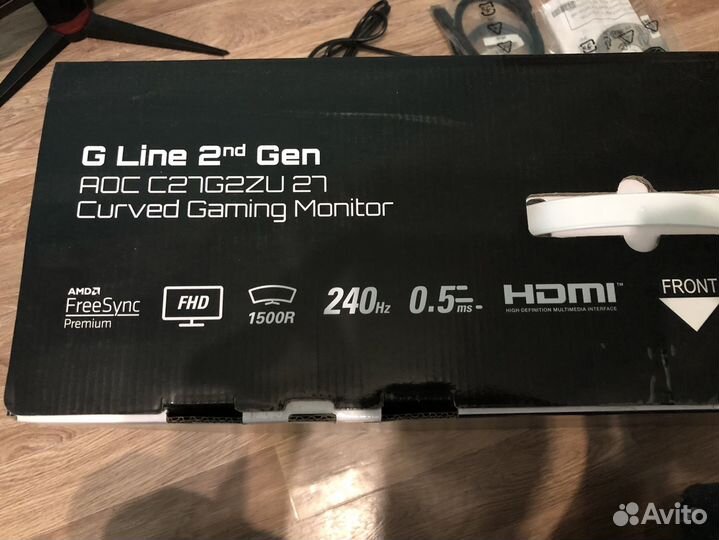 G Line 2nd Gen
AOC C27G2ZU 27
Curved Gaming Monitor
AMD
FreeSync
Premium
FHD
1500R
240Hz
0.5ms
HDMI™
HIGH DEFINITION MULTIMEDIA INTERFACE
FRONT
Avito